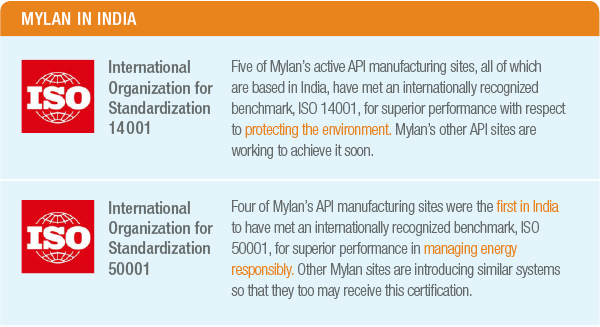 MYLAN IN INDIA
ISO
International
Organization for
Standardization
14001
Five of Mylan's active API manufacturing sites, all of which
are based in India, have met an internationally recognized
benchmark, ISO 14001, for superior performance with respect
to protecting the environment. Mylan's other API sites are
working to achieve it soon.
ISO
International
Organization for
Standardization
50001
Four of Mylan's API manufacturing sites were the first in India
to have met an internationally recognized benchmark, ISO
50001, for superior performance in managing energy
responsibly. Other Mylan sites are introducing similar systems
so that they too may receive this certification.